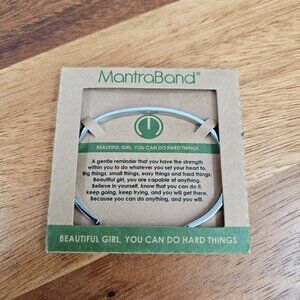 MantraBand®
BEAUTIFUL GIRL, YOU CAN DO HARD THINGS
A gentle reminder that you have the strength
within you to do whatever you set your heart to
Big things, small things, easy things and hard things.
Beautiful girl, you are capable of anything.
Believe in yourself, know that you can do it,
keep going, keep trying, and you will get there.
Because you can do anything, and you will.
BEAUTIFUL GIRL, YOU CAN DO HARD THINGS